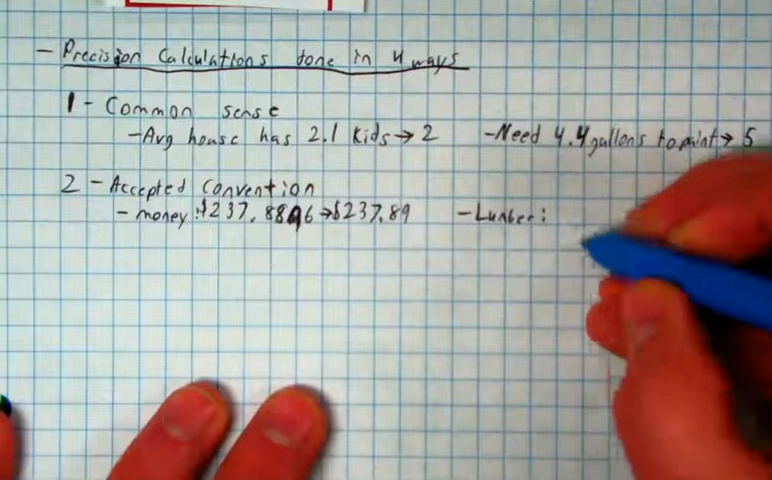 - Precision Calculations done in 4 ways
1 - Common sense
- Avg house has 2.1 Kids → 2 - Need 4.4 gallons to paint → 5
2 - Accepted Convention
- money: $237.8896 → $237.89 - Lumber: